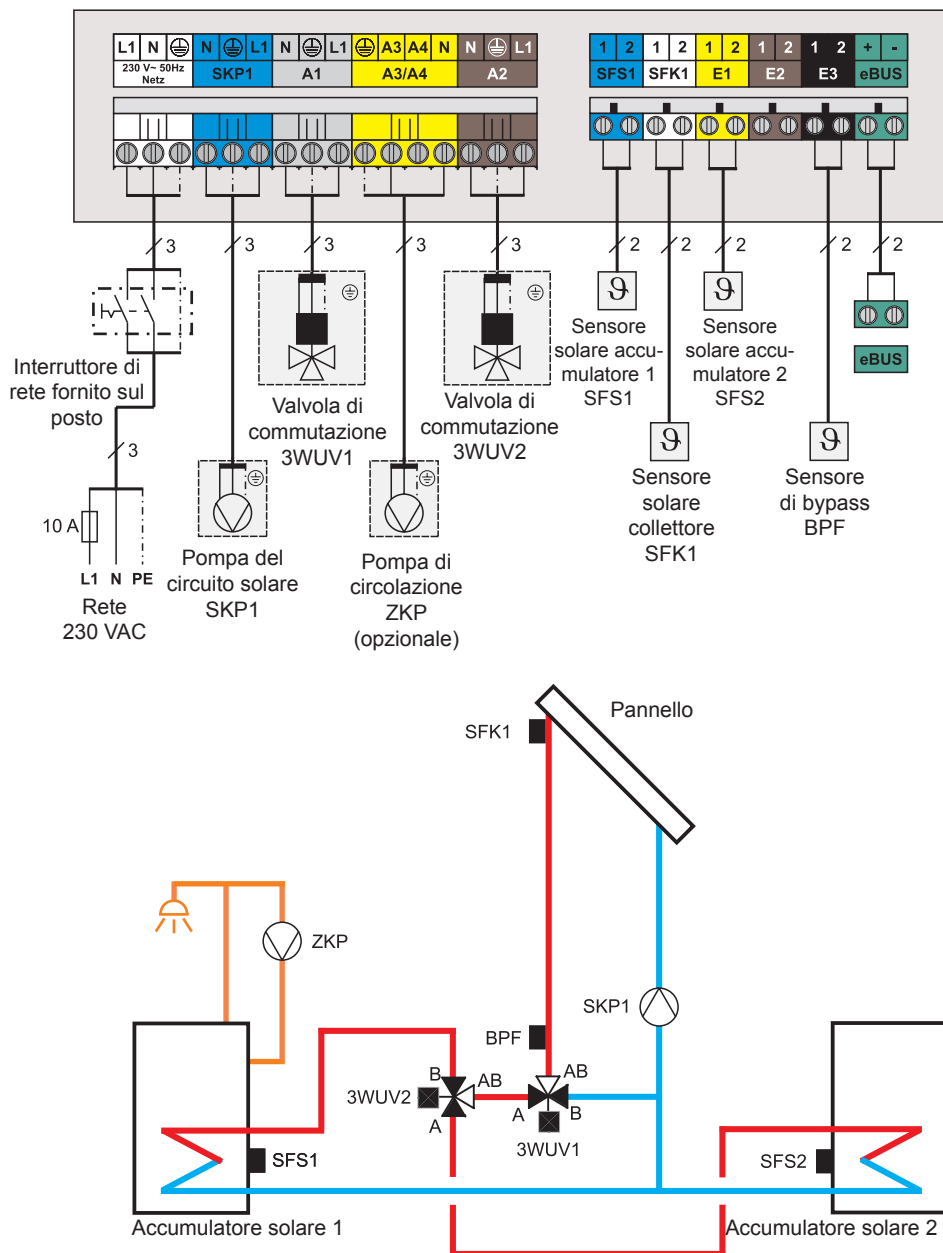 L1 N N L1 N L1 A3 A4 N N L1
230 V~ 50Hz
Netz
SKP1 A1 A3/A4 A2
1 2 1 2 1 2 1 2 1 2 + -
SFS1 SFK1 E1 E2 E3 eBUS
3 3 3 3 3
2 2 2 2 2
Interruttore di
rete fornito sul
posto
Valvola di
commutazione
3WUV1
Valvola di
commutazione
3WUV2
Sensore
solare accu-
mulatore 1
SFS1
Sensore
solare accu-
mulatore 2
SFS2
eBUS
3
10 A
L1 N PE
Rete
230 VAC
Pompa del
circuito solare
SKP1
Pompa di
circolazione
ZKP
(opzionale)
Sensore
solare
collettore
SFK1
Sensore
di bypass
BPF
SFK1
Pannello
ZKP
SKP1
BPF
B
AB
AB
3WUV2
A
A
B
3WUV1
SFS1
SFS2
Accumulatore solare 1
Accumulatore solare 2